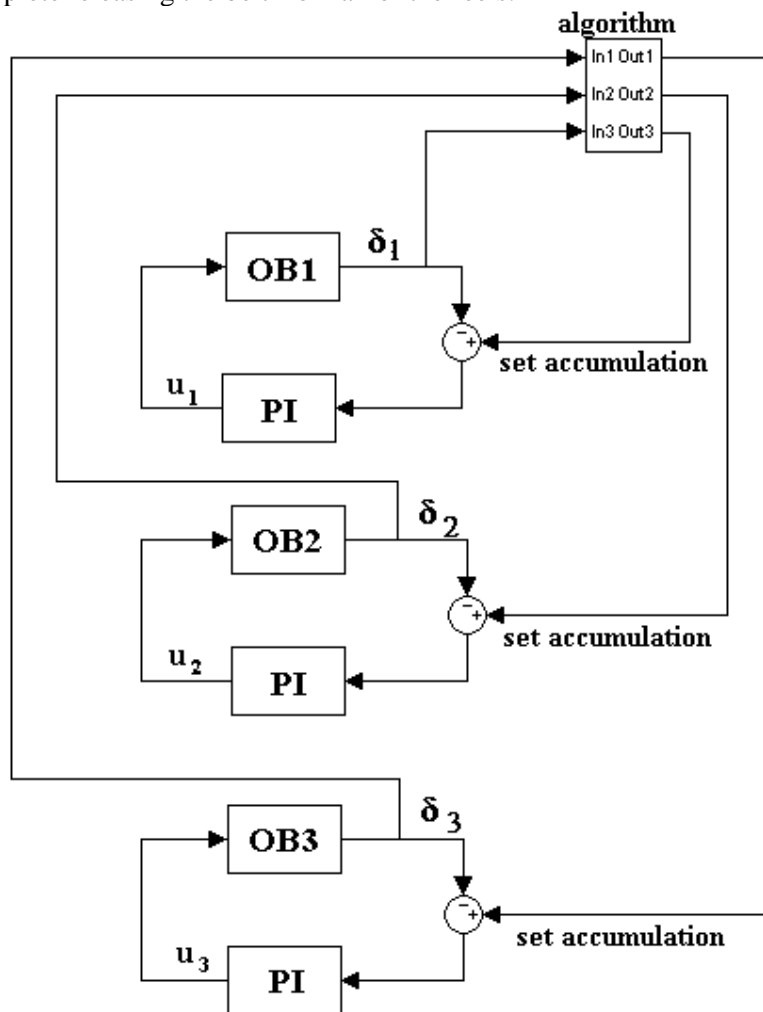 algorithm
In1 Out1
In2 Out2
In3 Out3
δ1
OB1
- +
set accumulation
u1
PI
δ2
OB2
- +
set accumulation
u2
PI
δ3
OB3
- +
set accumulation
u3
PI